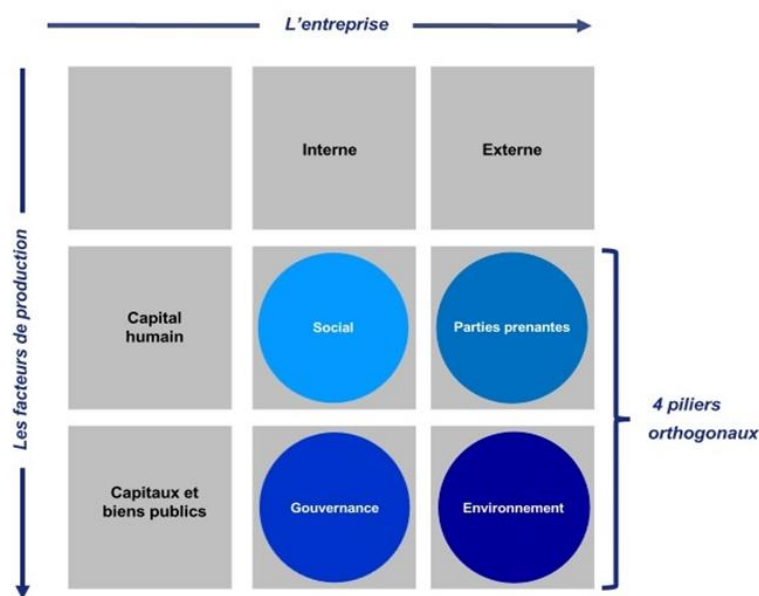 L'entreprise
Les facteurs de production
Interne
Externe
Capital
humain
Social
Parties prenantes
4 piliers
orthogonaux
Capitaux et
biens publics
Gouvernance
Environnement